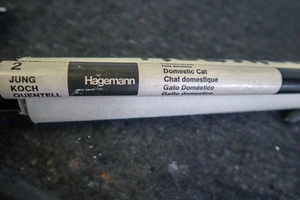 2
JUNG
KOCH
QUENTELL
Hagemann
Domestic Cat
Chat domestique
Gato Doméstico
Gatto domestico